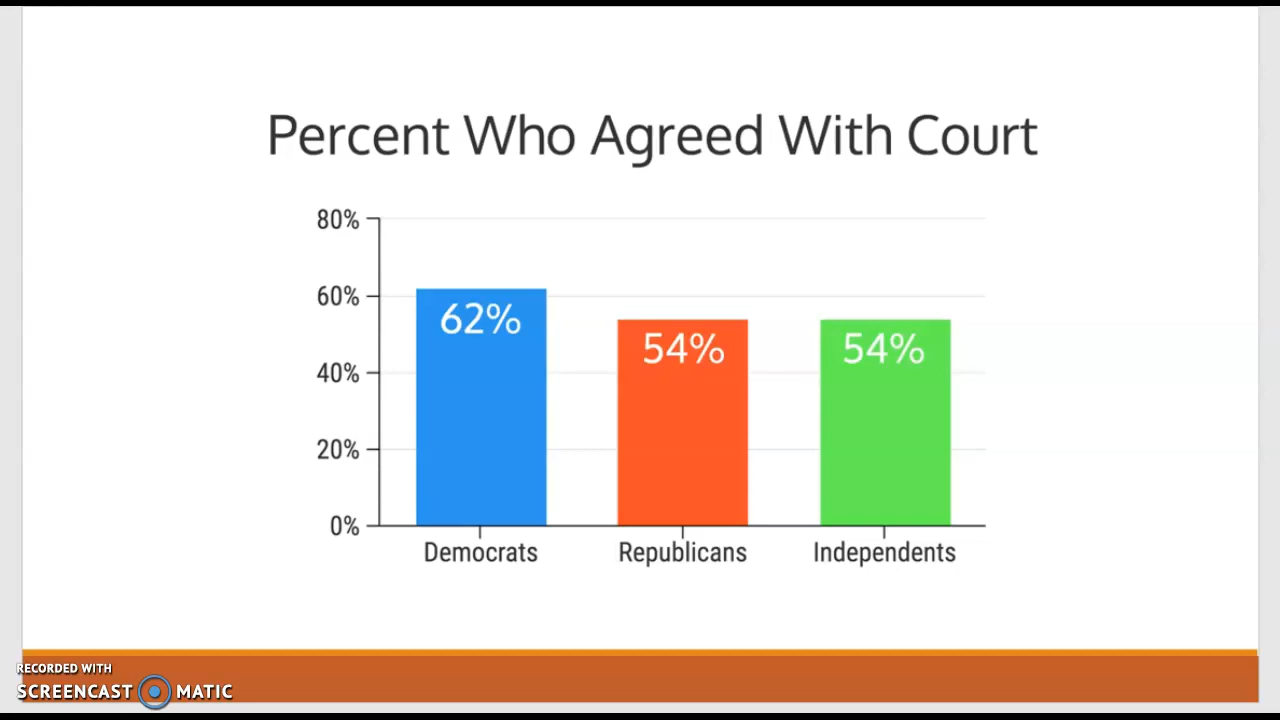 Percent Who Agreed With Court
80%
60%
40%
20%
0%
62%
54%
54%
Democrats
Republicans
Independents
RECORDED WITH
SCREENCAST MATIC